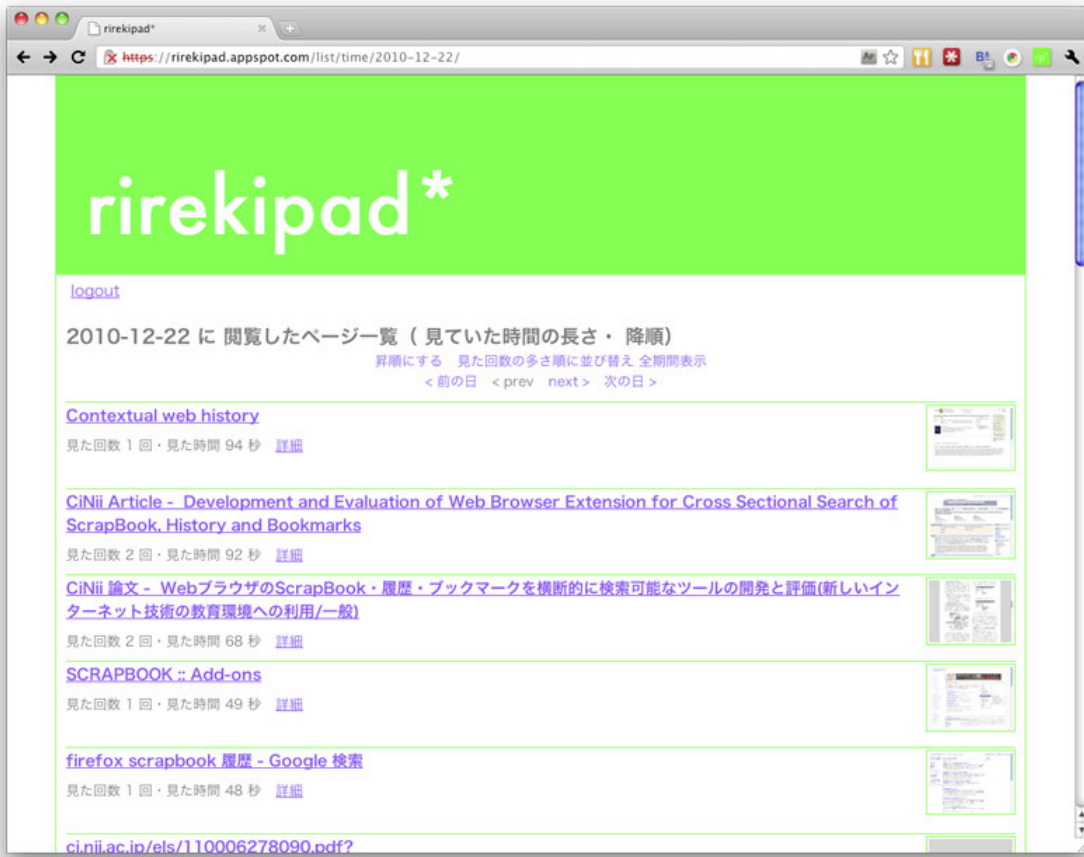 rirekipad*
https://rirekipad.appspot.com/list/time/2010-12-22/
rirekipad*
logout
2010-12-22 に 閲覧したページ一覧（ 見ていた時間の長さ・ 降順）
昇順にする 見た回数の多さ順に並び替え 全期間表示
< 前の日 < prev next > 次の日 >
Contextual web history
見た回数 1 回・見た時間 94 秒 詳細
CiNii Article - Development and Evaluation of Web Browser Extension for Cross Sectional Search of
ScrapBook, History and Bookmarks
見た回数 2 回・見た時間 92 秒 詳細
CiNii 論文 - WebブラウザのScrapBook・履歴・ブックマークを横断的に検索可能なツールの開発と評価(新しいイン
ターネット技術の教育環境への利用/一般)
見た回数 2 回・見た時間 68 秒 詳細
SCRAPBOOK :: Add-ons
見た回数 1 回・見た時間 49 秒 詳細
firefox scrapbook 履歴 - Google 検索
見た回数 1 回・見た時間 48 秒 詳細
ci.nii.ac.jp/els/110006278090.pdf?